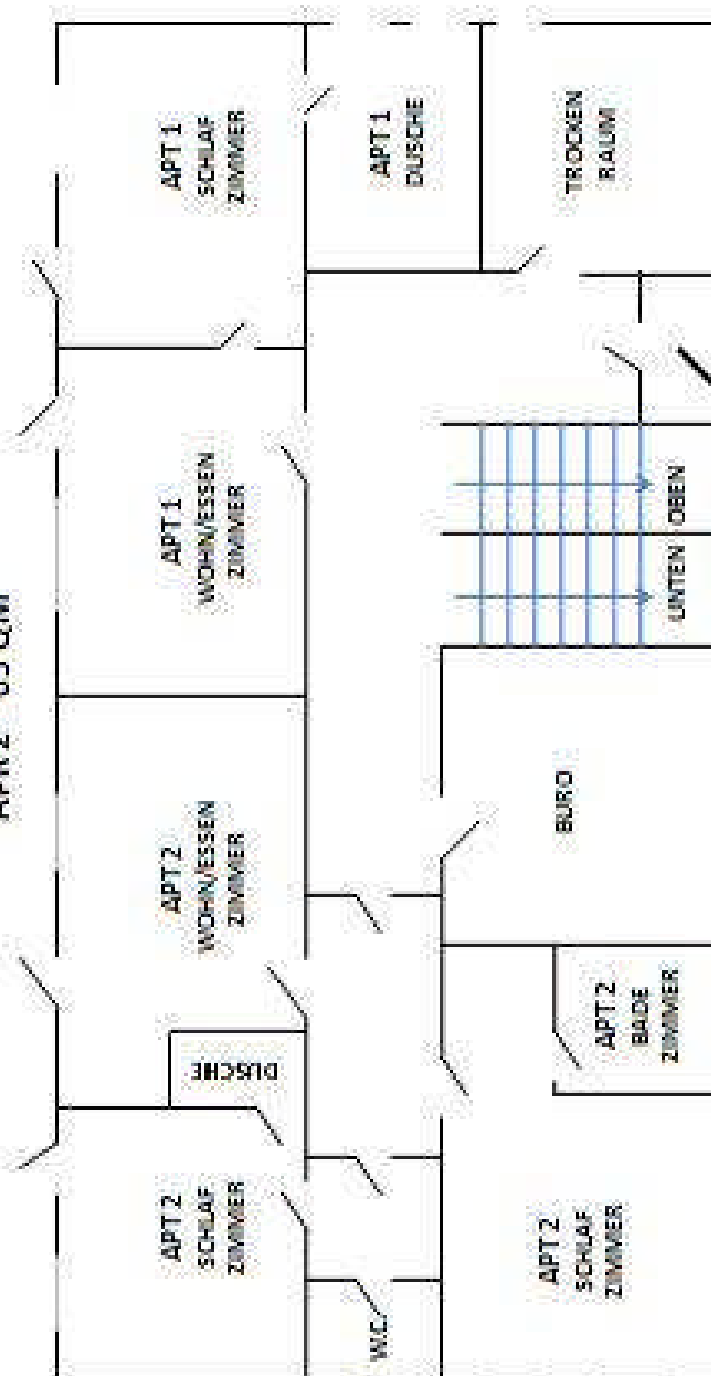 APT 2
SCHLAF
ZIMMER
DUSCHE
APT 2
WOHN/ESSEN
ZIMMER
APT 1
WOHN/ESSEN
ZIMMER
APT 1
SCHLAF
ZIMMER
W.C.
APT 1
DUSCHE
APT 2
SCHLAF
ZIMMER
APT 2
BADE
ZIMMER
BÜRO
UNTEN
OBEN
TROCKEN
RAUM